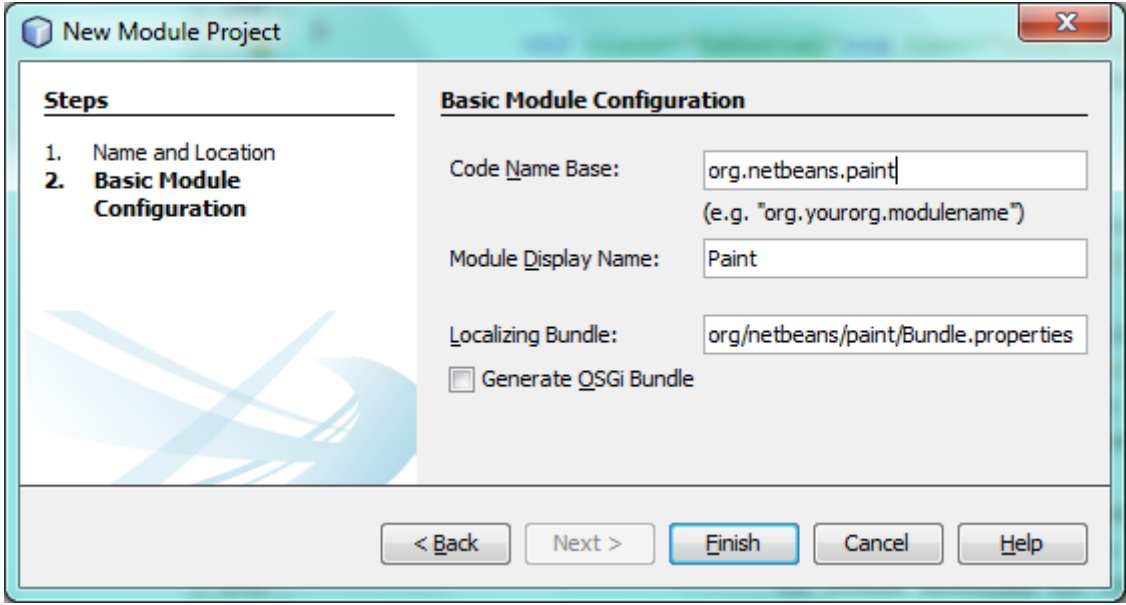 New Module Project
Steps
1. Name and Location
2. Basic Module
Configuration
Basic Module Configuration
Code Name Base: org.netbeans.paint
(e.g. "org.yourorg.modulename")
Module Display Name: Paint
Localizing Bundle: org/netbeans/paint/Bundle.properties
Generate OSGi Bundle
< Back Next > Finish Cancel Help